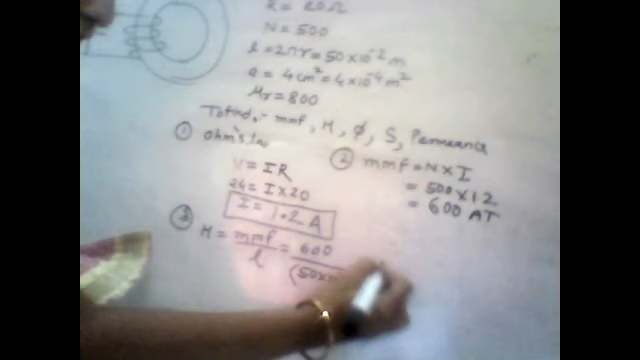 R = 20Ω
N = 500
l = 2πr = 50×10⁻² m
a = 4cm² = 4×10⁻⁴ m²
μr = 800
To find,:- mmf, H, Φ, S, Permeance
① Ohm's law
V = IR
24 = I×20
I = 1.2 A
② mmf = N×I
= 500×1.2
= 600 AT
③ H = mmf/l = 600/(50×